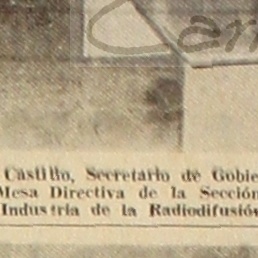 Castillo, Secretario de Gobie
Mesa Directiva de la Sección
Industria de la Radiodifusión